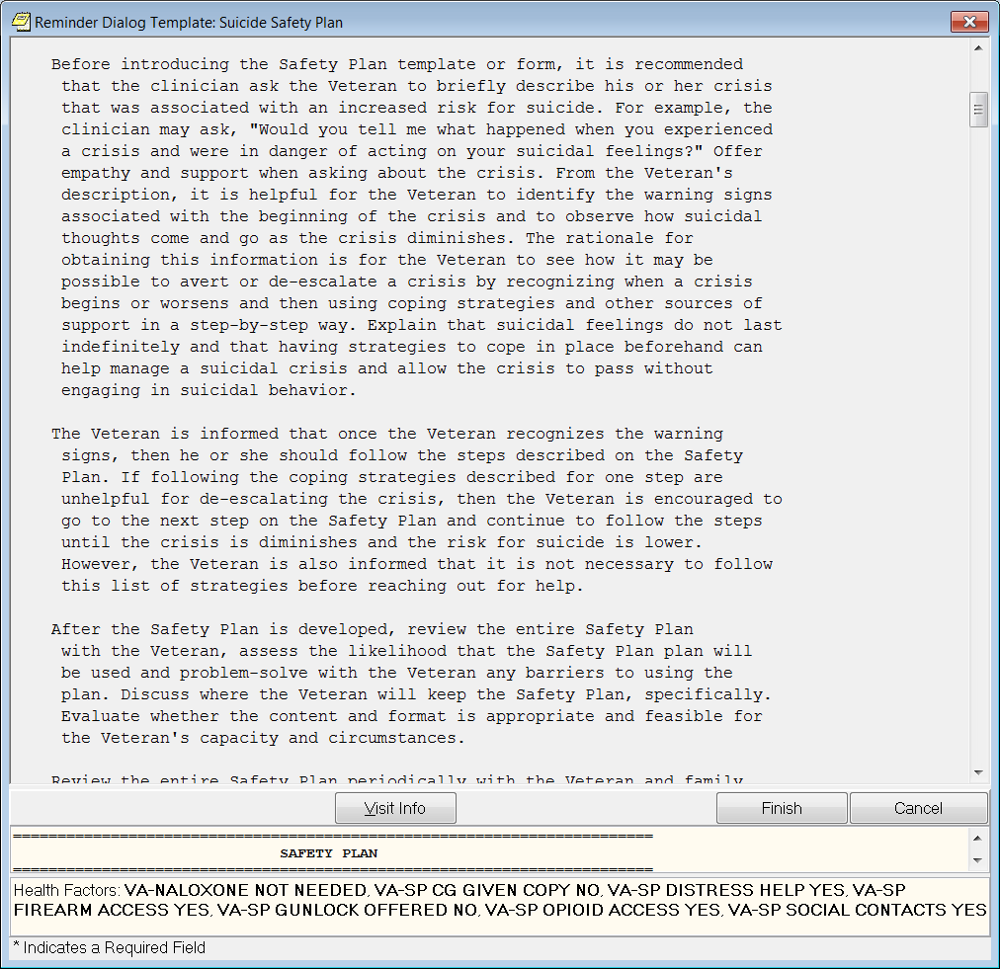 Reminder Dialog Template: Suicide Safety Plan
Before introducing the Safety Plan template or form, it is recommended
that the clinician ask the Veteran to briefly describe his or her crisis
that was associated with an increased risk for suicide. For example, the
clinician may ask, "Would you tell me what happened when you experienced
a crisis and were in danger of acting on your suicidal feelings?" Offer
empathy and support when asking about the crisis. From the Veteran's
description, it is helpful for the Veteran to identify the warning signs
associated with the beginning of the crisis and to observe how suicidal
thoughts come and go as the crisis diminishes. The rationale for
obtaining this information is for the Veteran to see how it may be
possible to avert or de-escalate a crisis by recognizing when a crisis
begins or worsens and then using coping strategies and other sources of
support in a step-by-step way. Explain that suicidal feelings do not last
indefinitely and that having strategies to cope in place beforehand can
help manage a suicidal crisis and allow the crisis to pass without
engaging in suicidal behavior.
The Veteran is informed that once the Veteran recognizes the warning
signs, then he or she should follow the steps described on the Safety
Plan. If following the coping strategies described for one step are
unhelpful for de-escalating the crisis, then the Veteran is encouraged to
go to the next step on the Safety Plan and continue to follow the steps
until the crisis is diminishes and the risk for suicide is lower.
However, the Veteran is also informed that it is not necessary to follow
this list of strategies before reaching out for help.
After the Safety Plan is developed, review the entire Safety Plan
with the Veteran, assess the likelihood that the Safety Plan plan will
be used and problem-solve with the Veteran any barriers to using the
plan. Discuss where the Veteran will keep the Safety Plan, specifically.
Evaluate whether the content and format is appropriate and feasible for
the Veteran's capacity and circumstances.
Review the entire Safety Plan periodically with the Veteran and family
Visit Info
Finish
Cancel
SAFETY PLAN
Health Factors: VA-NALOXONE NOT NEEDED, VA-SP CG GIVEN COPY NO, VA-SP DISTRESS HELP YES, VA-SP
FIREARM ACCESS YES, VA-SP GUNLOCK OFFERED NO, VA-SP OPIOID ACCESS YES, VA-SP SOCIAL CONTACTS YES
* Indicates a Required Field